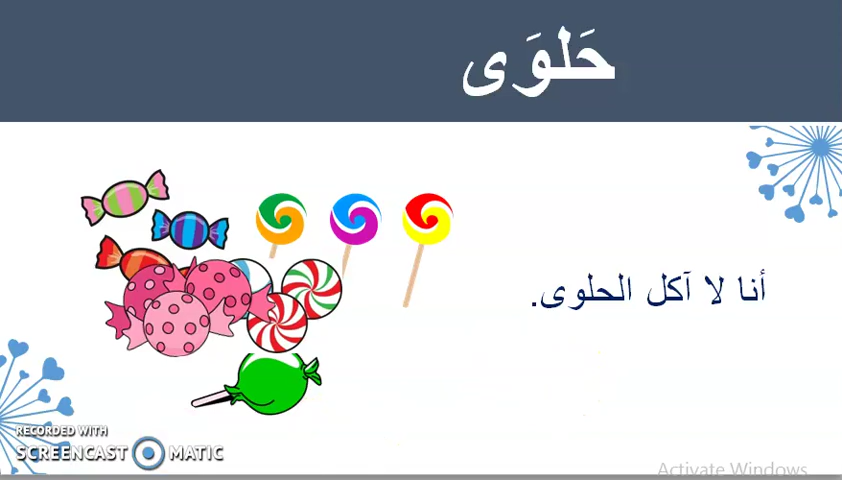 حَلوَى
أنا لا آكل الحلوى.
RECORDED WITH
SCREENCAST MATIC
Activate Windows